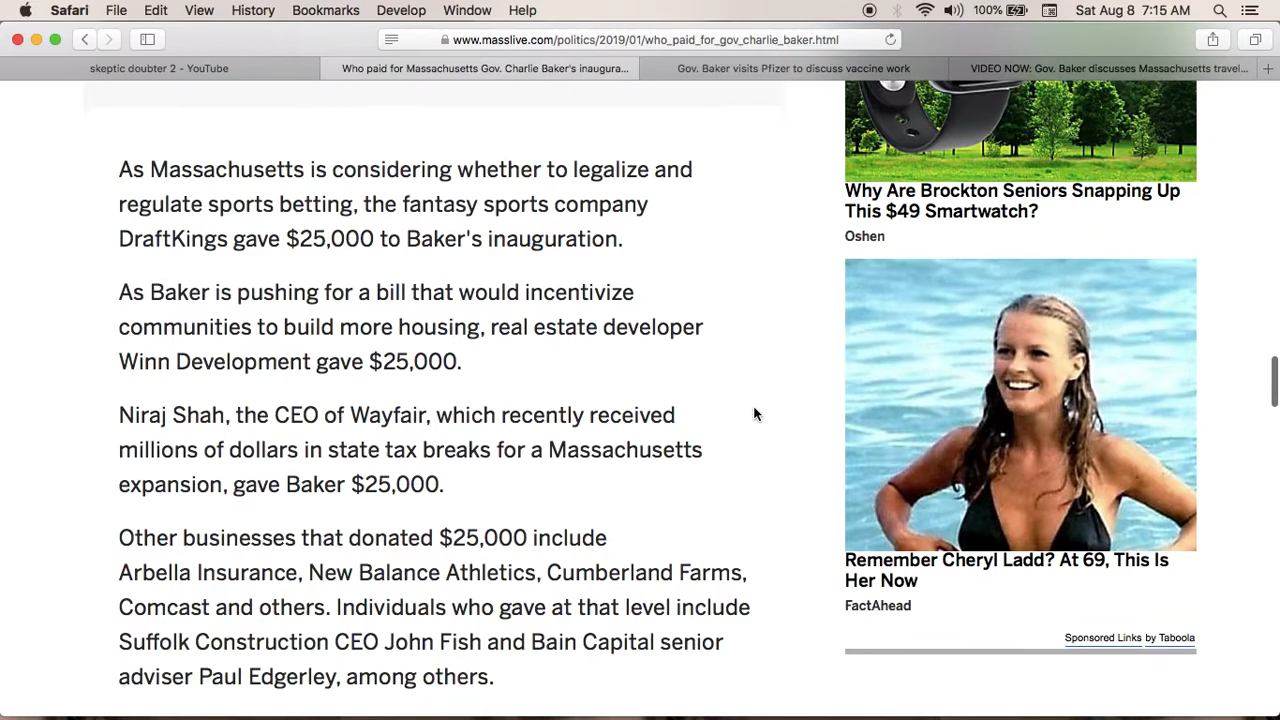 Safari File Edit View History Bookmarks Develop Window Help 100% Sat Aug 8 7:15 AM
www.masslive.com/politics/2019/01/who_paid_for_gov_charlie_baker.html
skeptic doubter 2 - YouTube
Who paid for Massachusetts Gov. Charlie Baker's inaugura...
Gov. Baker visits Pfizer to discuss vaccine work
VIDEO NOW: Gov. Baker discusses Massachusetts travel...
As Massachusetts is considering whether to legalize and
regulate sports betting, the fantasy sports company
DraftKings gave $25,000 to Baker's inauguration.
As Baker is pushing for a bill that would incentivize
communities to build more housing, real estate developer
Winn Development gave $25,000.
Niraj Shah, the CEO of Wayfair, which recently received
millions of dollars in state tax breaks for a Massachusetts
expansion, gave Baker $25,000.
Other businesses that donated $25,000 include
Arbella Insurance, New Balance Athletics, Cumberland Farms,
Comcast and others. Individuals who gave at that level include
Suffolk Construction CEO John Fish and Bain Capital senior
adviser Paul Edgerley, among others.
Why Are Brockton Seniors Snapping Up
This $49 Smartwatch?
Oshen
Remember Cheryl Ladd? At 69, This Is
Her Now
FactAhead
Sponsored Links by Taboola